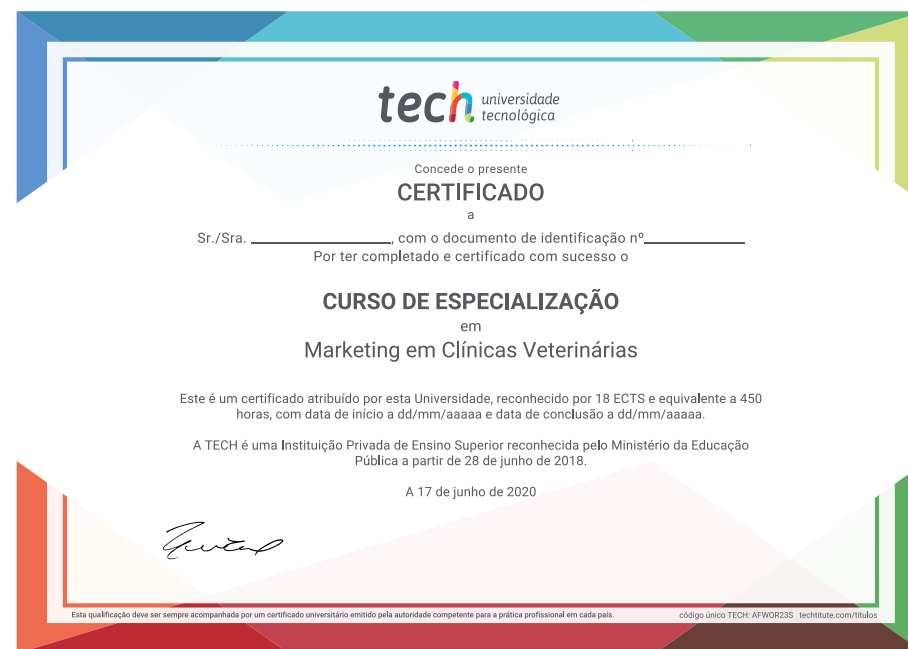 tech universidade
tecnológica
Concede o presente
CERTIFICADO
a
Sr./Sra. ____________________, com o documento de identificação nº______________
Por ter completado e certificado com sucesso o
CURSO DE ESPECIALIZAÇÃO
em
Marketing em Clínicas Veterinárias
Este é um certificado atribuído por esta Universidade, reconhecido por 18 ECTS e equivalente a 450
horas, com data de início a dd/mm/aaaaa e data de conclusão a dd/mm/aaaaa.
A TECH é uma Instituição Privada de Ensino Superior reconhecida pelo Ministério da Educação
Pública a partir de 28 de junho de 2018.
A 17 de junho de 2020
Esta qualificação deve ser sempre acompanhada por um certificado universitário emitido pela autoridade competente para a prática profissional em cada país.
código único TECH: AFWOR23S techtitute.com/titulos